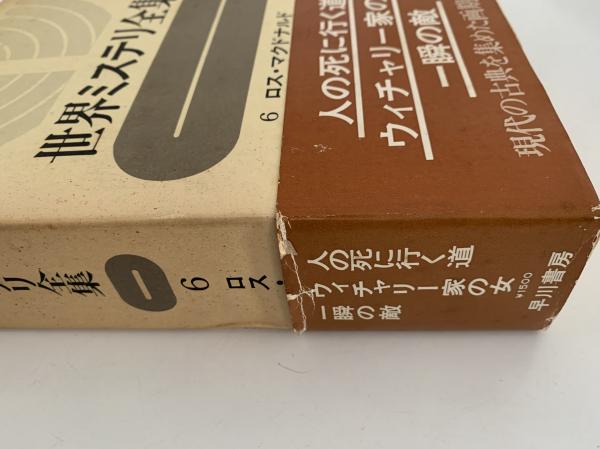 世界ミステリ全集
6 ロス・マクドナルド
人の死に行く道
ウィチャリー家の
一瞬の敵
現代の古典を集めた画期
リ全集
6 ロス・
人の死に行く道
ウィチャリー家の女
一瞬の敵
¥1500
早川書房